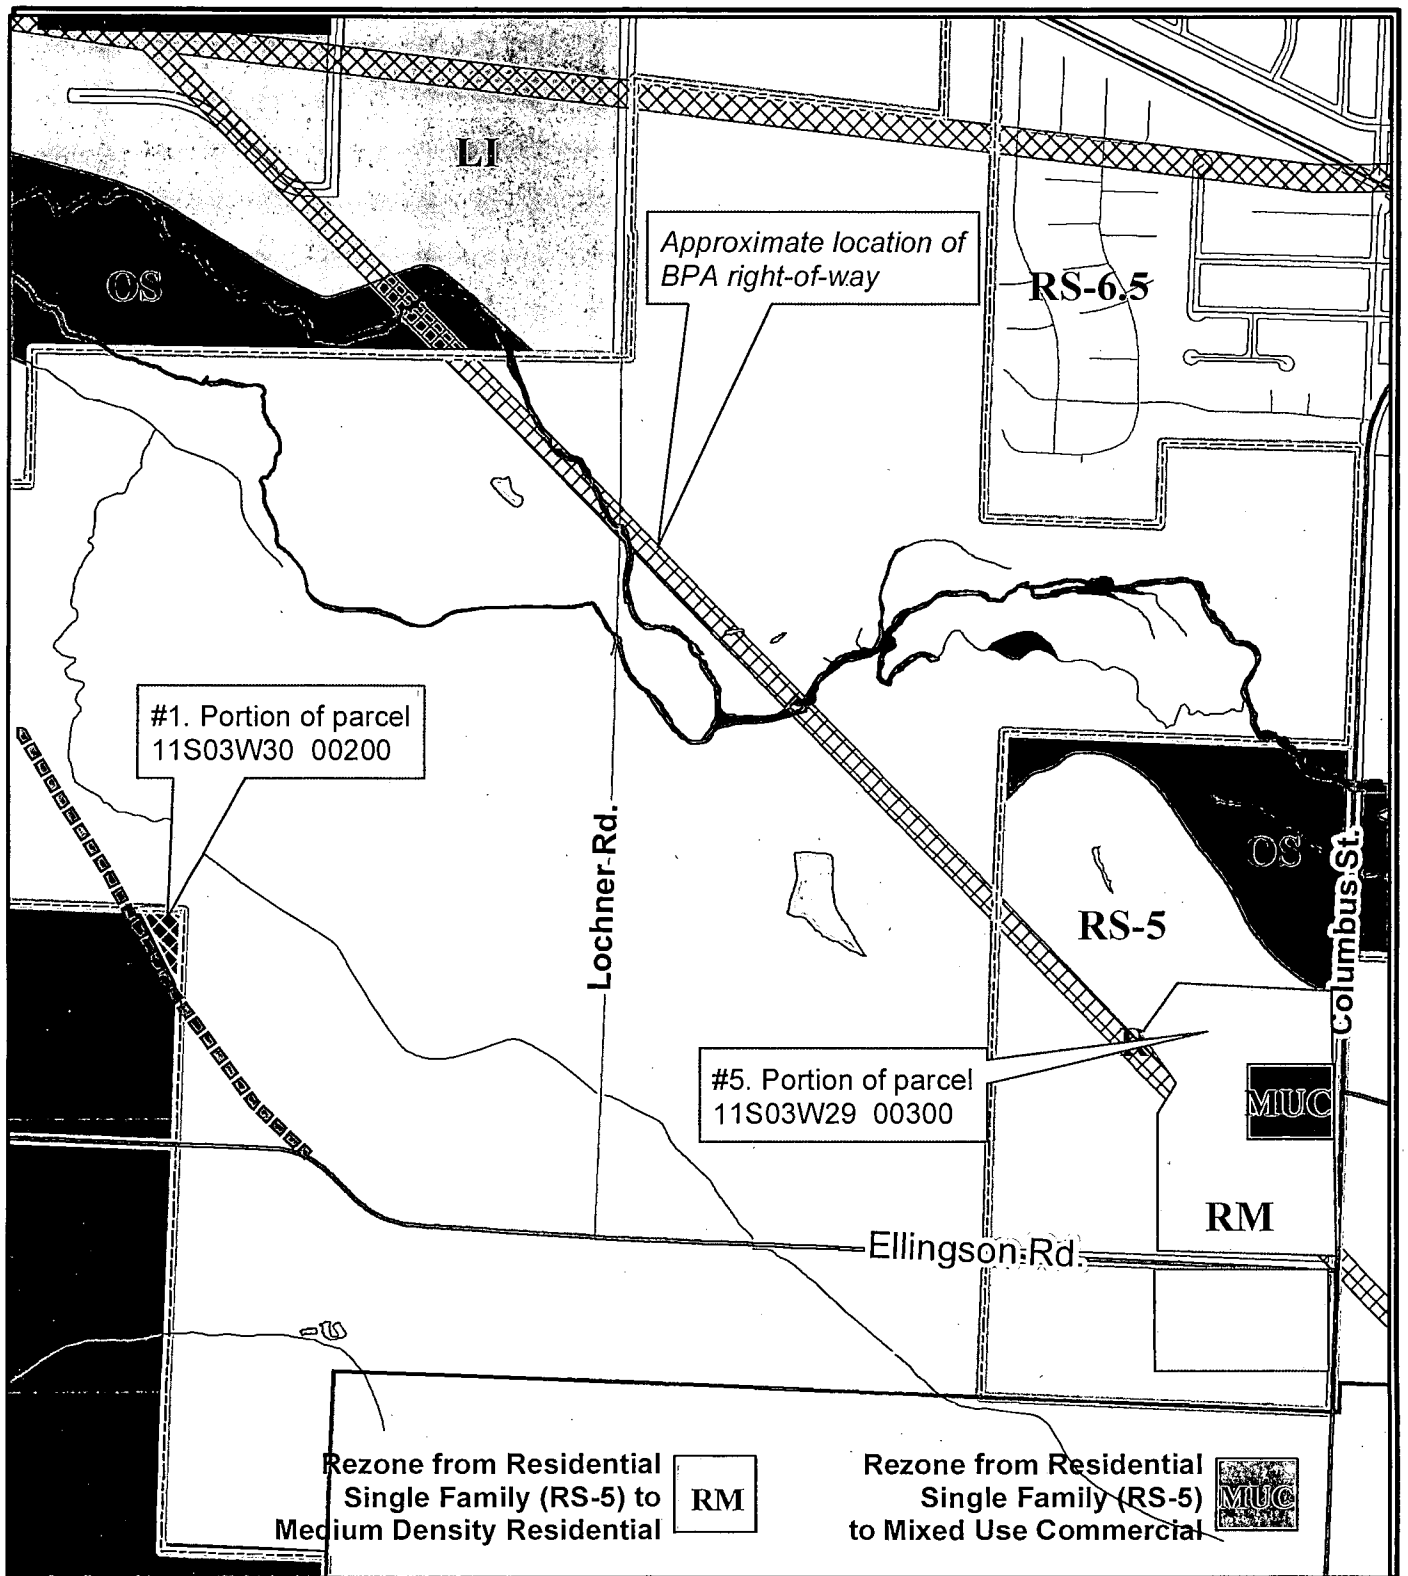 LI
Approximate location of
BPA right-of-way
OS
RS-6.5
#1. Portion of parcel
11S03W30 00200
Lochner Rd.
OS
Columbus St.
RS-5
#5. Portion of parcel
11S03W29 00300
MUC
RM
Ellingson Rd.
Rezone from Residential
Single Family (RS-5) to
Medium Density Residential
RM
Rezone from Residential
Single Family (RS-5)
to Mixed Use Commercial
MUC